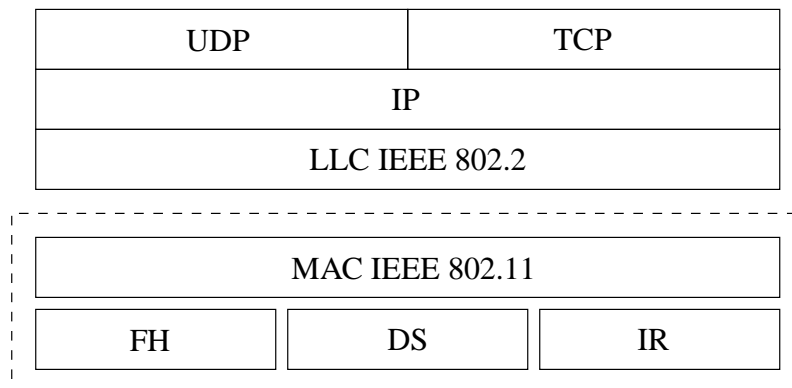 UDP TCP
IP
LLC IEEE 802.2
MAC IEEE 802.11
FH DS IR